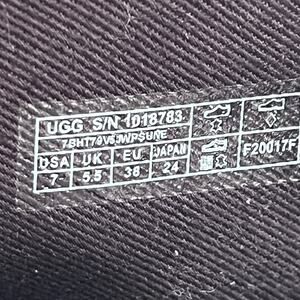 UGG S/N 1018783
USA UK EU JAPAN F20017F
7 5.5 38 24